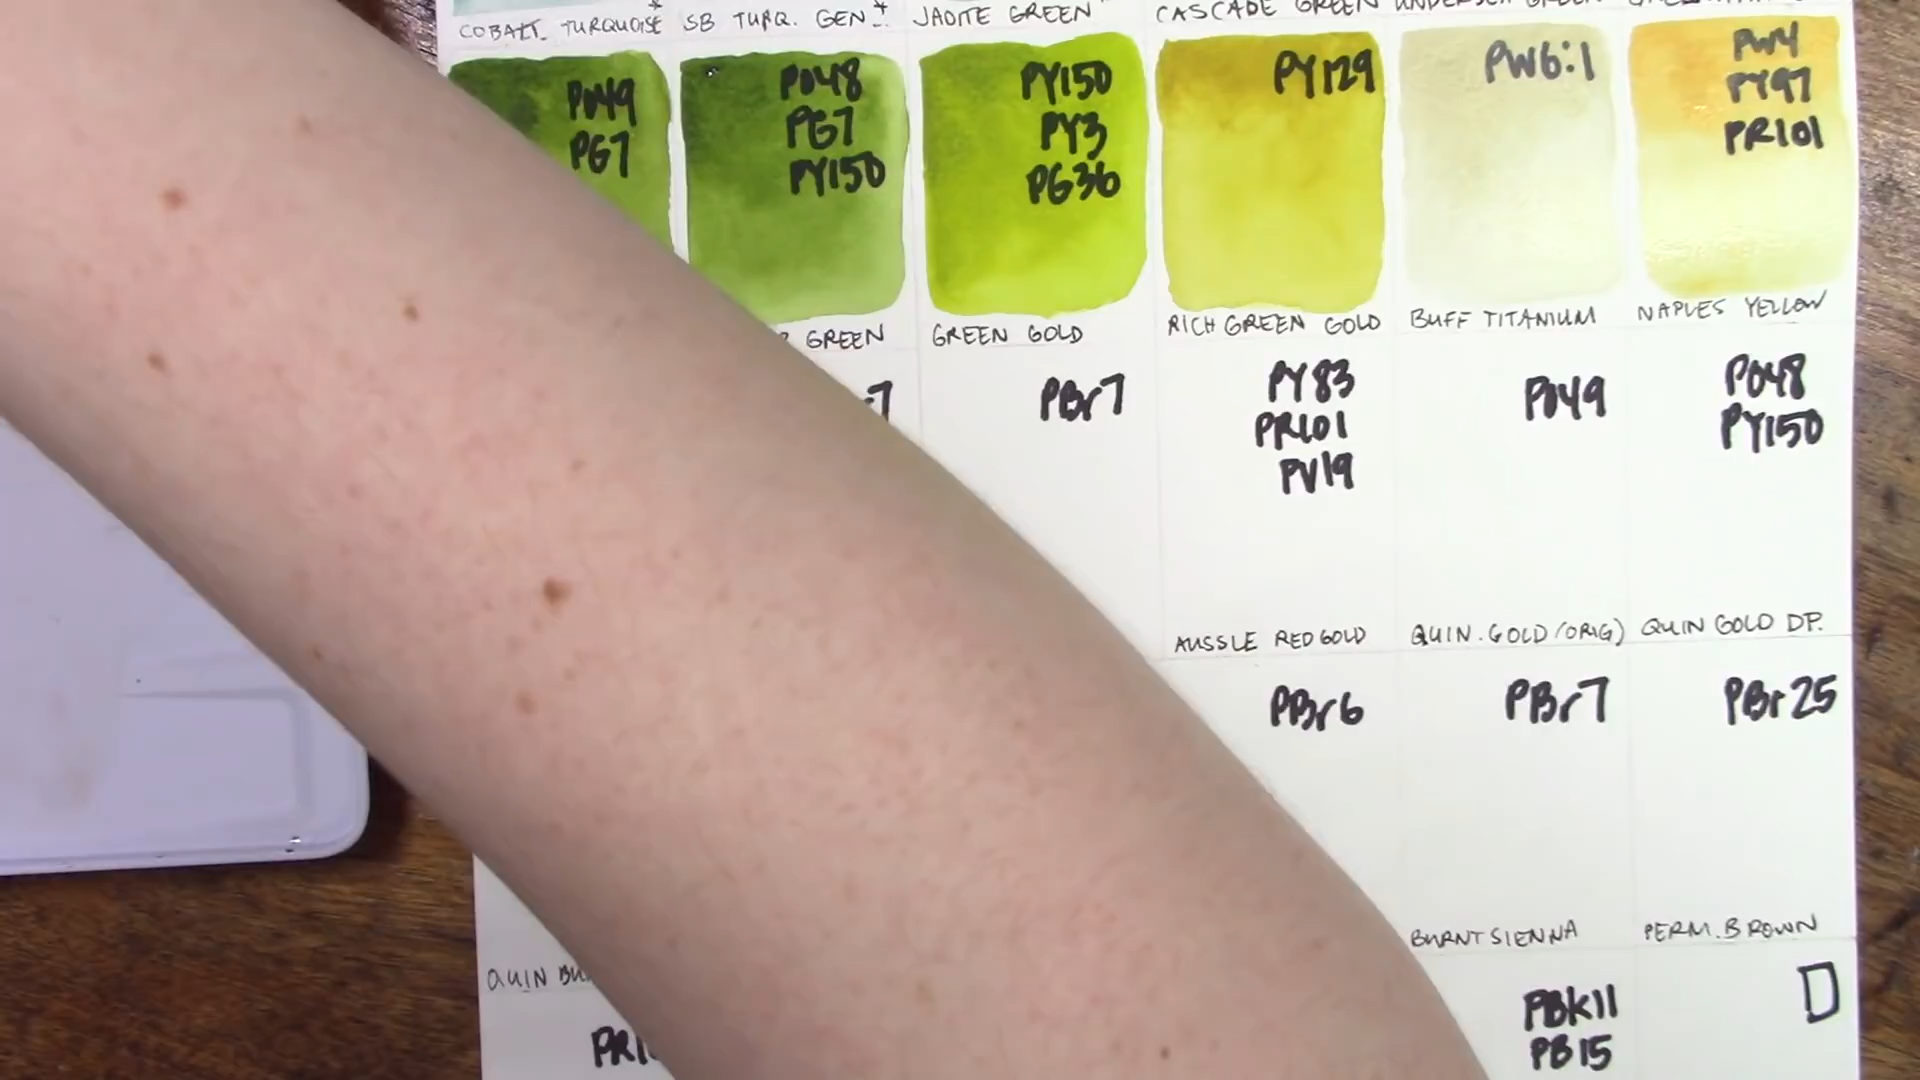 COBALT TURQUOISE* SB TURQ. GEN* JADITE GREEN CASCADE GREEN
PO49 PO48 PY150 PY129 PW6:1 PW4
PG7 PG7 PY3 PY97
PY150 PG36 PR101
GREEN GREEN GOLD RICH GREEN GOLD BUFF TITANIUM NAPLES YELLOW
PBr7 PY83 PO49 PO48
PR101 PY150
PV19
AUSSLE RED GOLD QUIN. GOLD (ORIG) QUIN GOLD DP.
PBr6 PBr7 PBr25
BURNT SIENNA PERM. BROWN
QUIN
PBK11
PB15